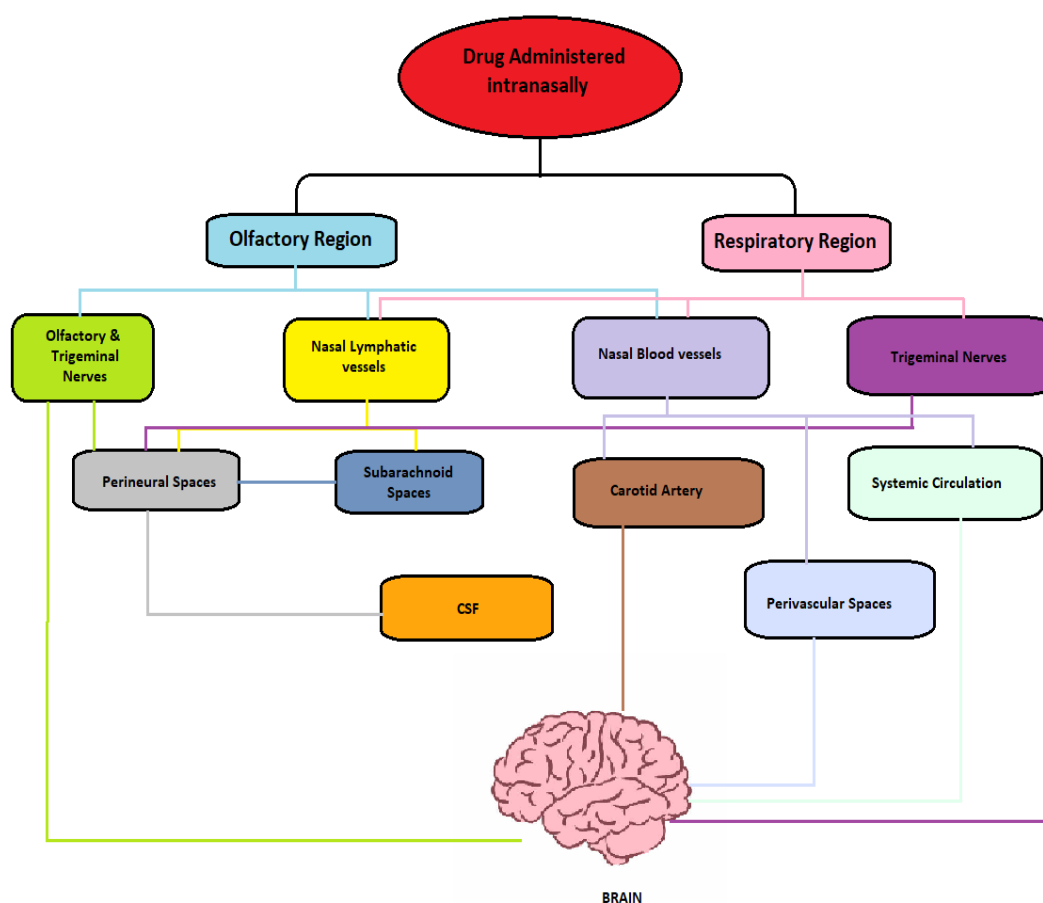 Drug Administered
intranasally
Olfactory Region
Respiratory Region
Olfactory &
Trigeminal
Nerves
Nasal Lymphatic
vessels
Nasal Blood vessels
Trigeminal Nerves
Perineural Spaces
Subarachnoid
Spaces
Carotid Artery
Systemic Circulation
CSF
Perivascular Spaces
BRAIN